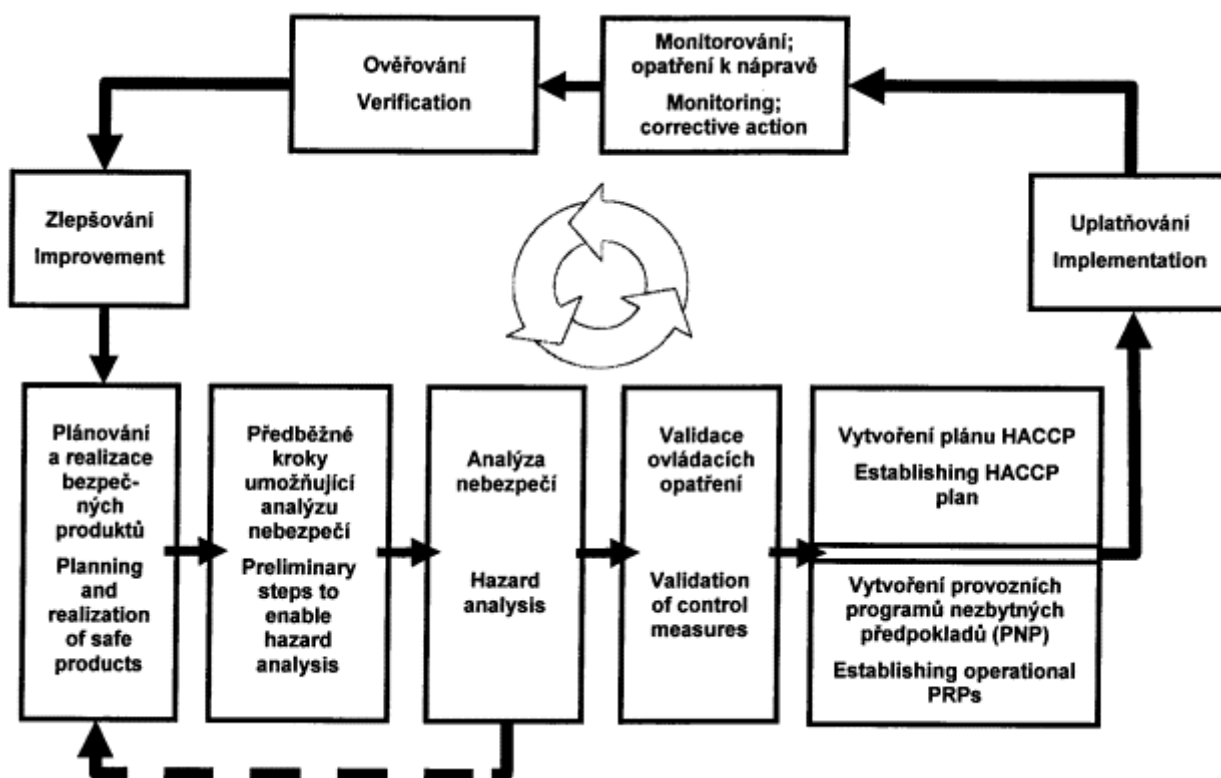 Ověřování
Verification
Monitorování;
opatření k nápravě
Monitoring;
corrective action
Zlepšování
Improvement
Uplatňování
Implementation
Plánování
a realizace
bezpeč-
ných
produktů
Planning
and
realization
of safe
products
Předběžné
kroky
umožňující
analýzu
nebezpečí
Preliminary
steps to
enable
hazard
analysis
Analýza
nebezpečí
Hazard
analysis
Validace
ovládacích
opatření
Validation
of control
measures
Vytvoření plánu HACCP
Establishing HACCP
plan
Vytvoření provozních
programů nezbytných
předpokladů (PNP)
Establishing operational
PRPs